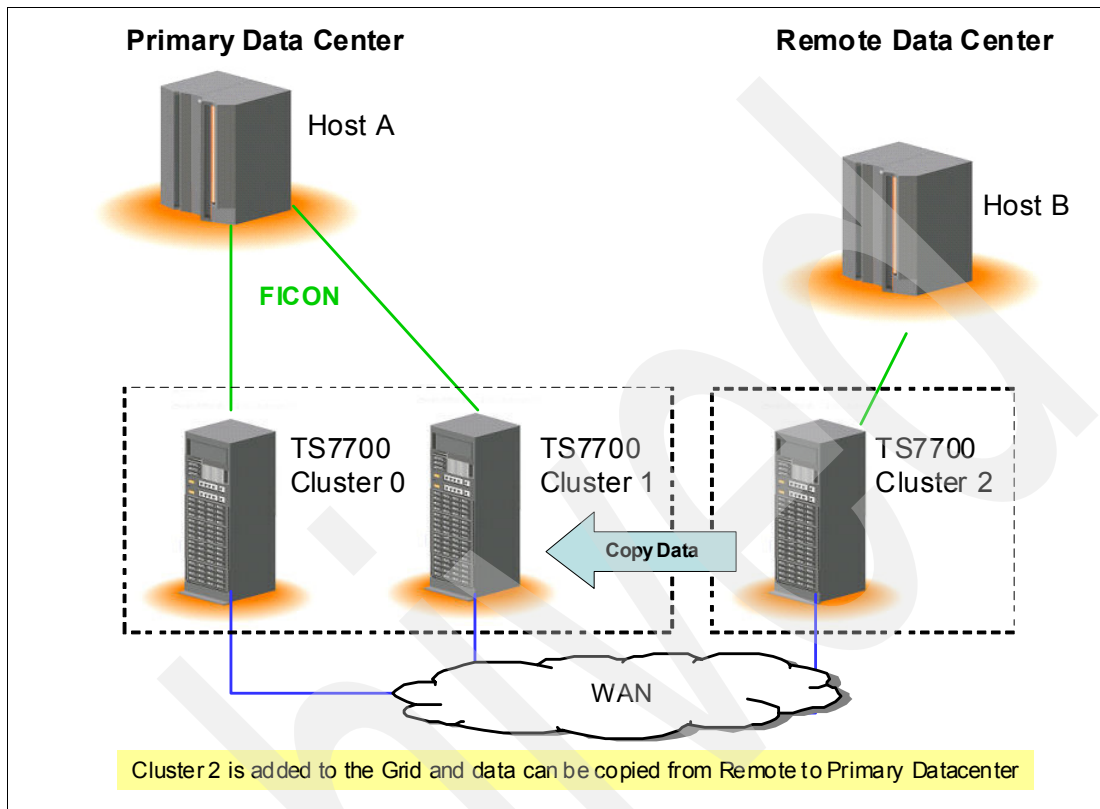 Primary Data Center
Remote Data Center
Host A
Host B
FICON
TS7700
Cluster 0
TS7700
Cluster 1
TS7700
Cluster 2
Copy Data
WAN
Cluster 2 is added to the Grid and data can be copied from Remote to Primary Datacenter